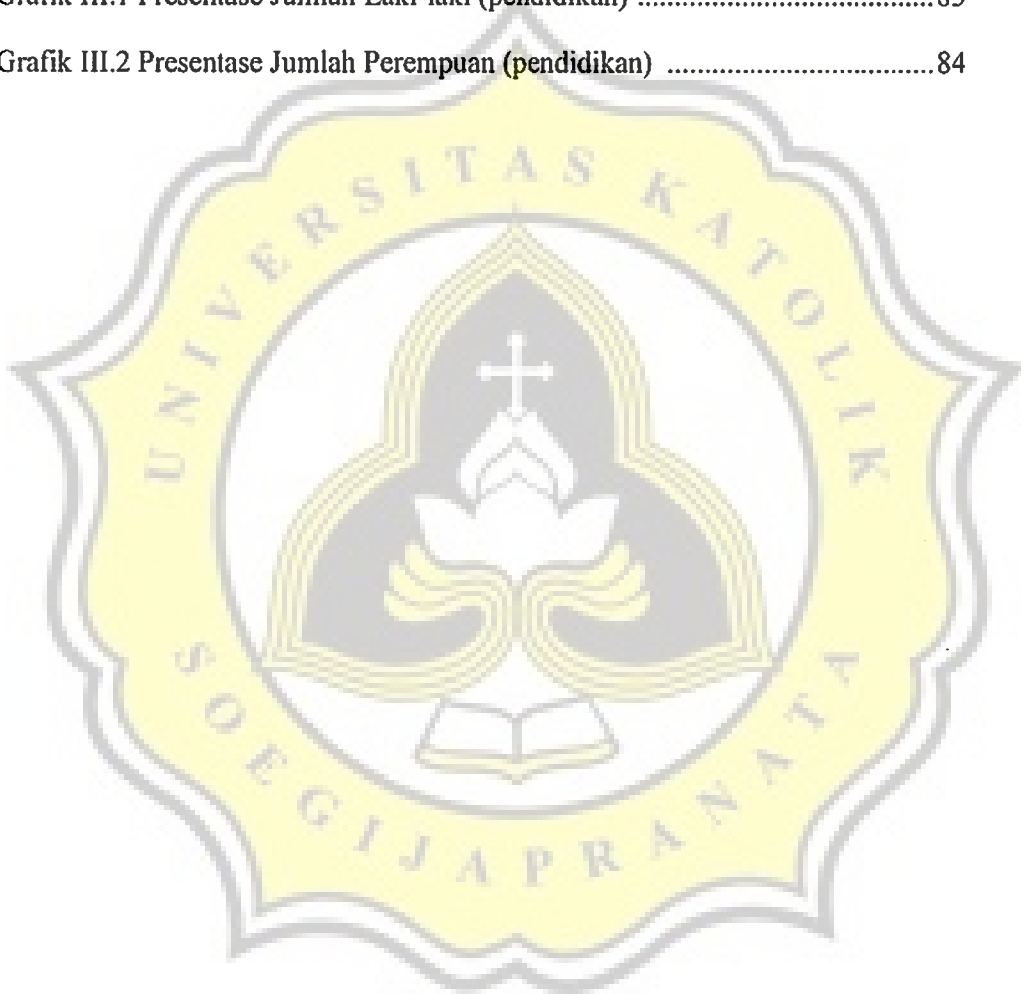 Grafik III.1 Presentase Jumlah Laki-laki (pendidikan) ....................................83
Grafik III.2 Presentase Jumlah Perempuan (pendidikan) .................................84
UNIVERSITAS KATOLIK
SOEGIJAPRANATA